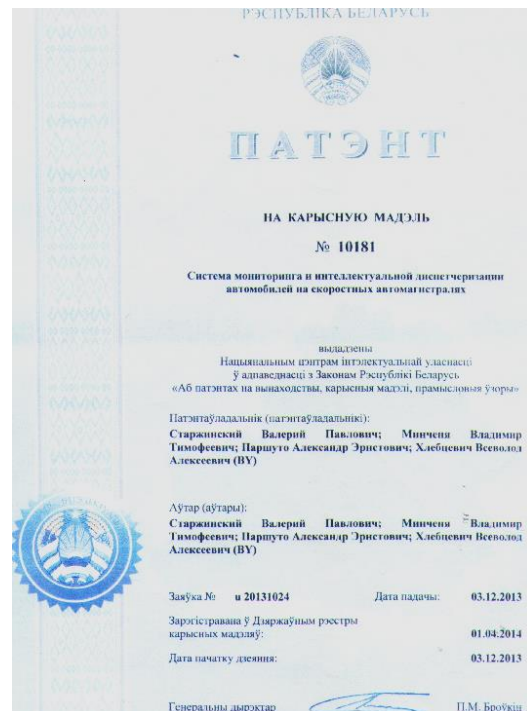 РЭСПУБЛІКА БЕЛАРУСЬ
ПАТЭНТ
НА КАРЫСНУЮ МАДЭЛЬ
№ 10181
Система мониторинга и интеллектуальной диспетчеризации
автомобилей на скоростных автомагистралях
выдадзены
Нацыянальным цэнтрам інтэлектуальнай уласнасці
ў адпаведнасці з Законам Рэспублікі Беларусь
«Аб патэнтах на вынаходствы, карысныя мадэлі, прамысловыя ўзоры»
Патэнтаўладальнік (патэнтаўладальнікі):
Старжинский Валерий Павлович; Минченя Владимир
Тимофеевич; Паршуто Александр Эрнстович; Хлебцевич Всеволод
Алексеевич (BY)
Аўтар (аўтары):
Старжинский Валерий Павлович; Минченя Владимир
Тимофеевич; Паршуто Александр Эрнстович; Хлебцевич Всеволод
Алексеевич (BY)
Заяўка № u 20131024 Дата падачы: 03.12.2013
Зарэгістравана ў Дзяржаўным рэестры
карысных мадэляў: 01.04.2014
Дата пачатку дзеяння: 03.12.2013
Генеральны дырэктар П.М. Броўкін